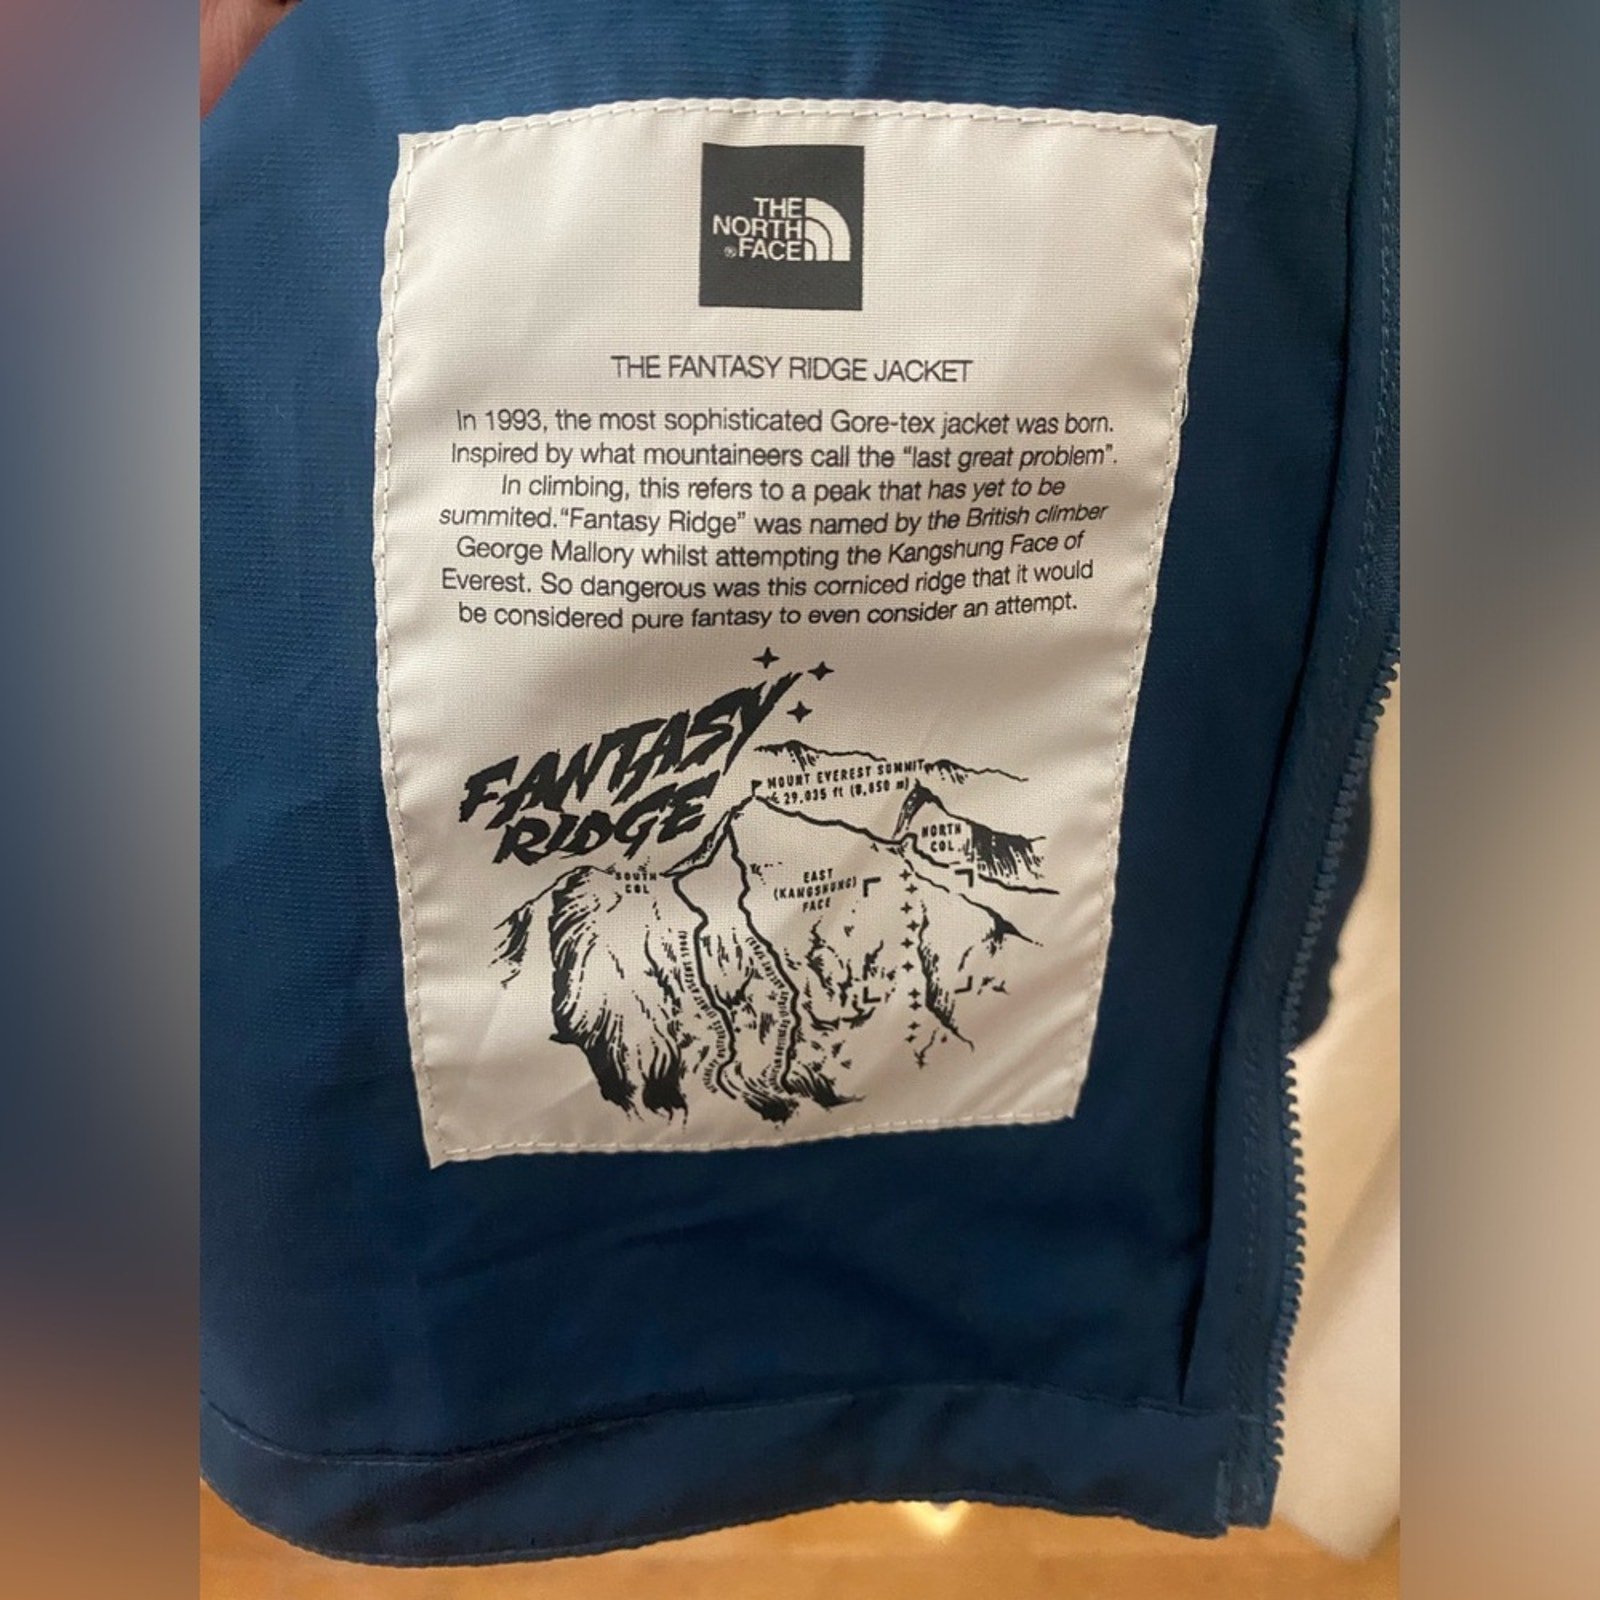 THE
NORTH
®FACE
THE FANTASY RIDGE JACKET
In 1993, the most sophisticated Gore-tex jacket was born.
Inspired by what mountaineers call the “last great problem”.
In climbing, this refers to a peak that has yet to be
summited.“Fantasy Ridge” was named by the British climber
George Mallory whilst attempting the Kangshung Face of
Everest. So dangerous was this corniced ridge that it would
be considered pure fantasy to even consider an attempt.
FANTASY
RIDGE
MOUNT EVEREST SUMMIT
29,035 ft (8,850 m)
NORTH
COL
SOUTH
COL
EAST
(KANGSHUNG)
FACE